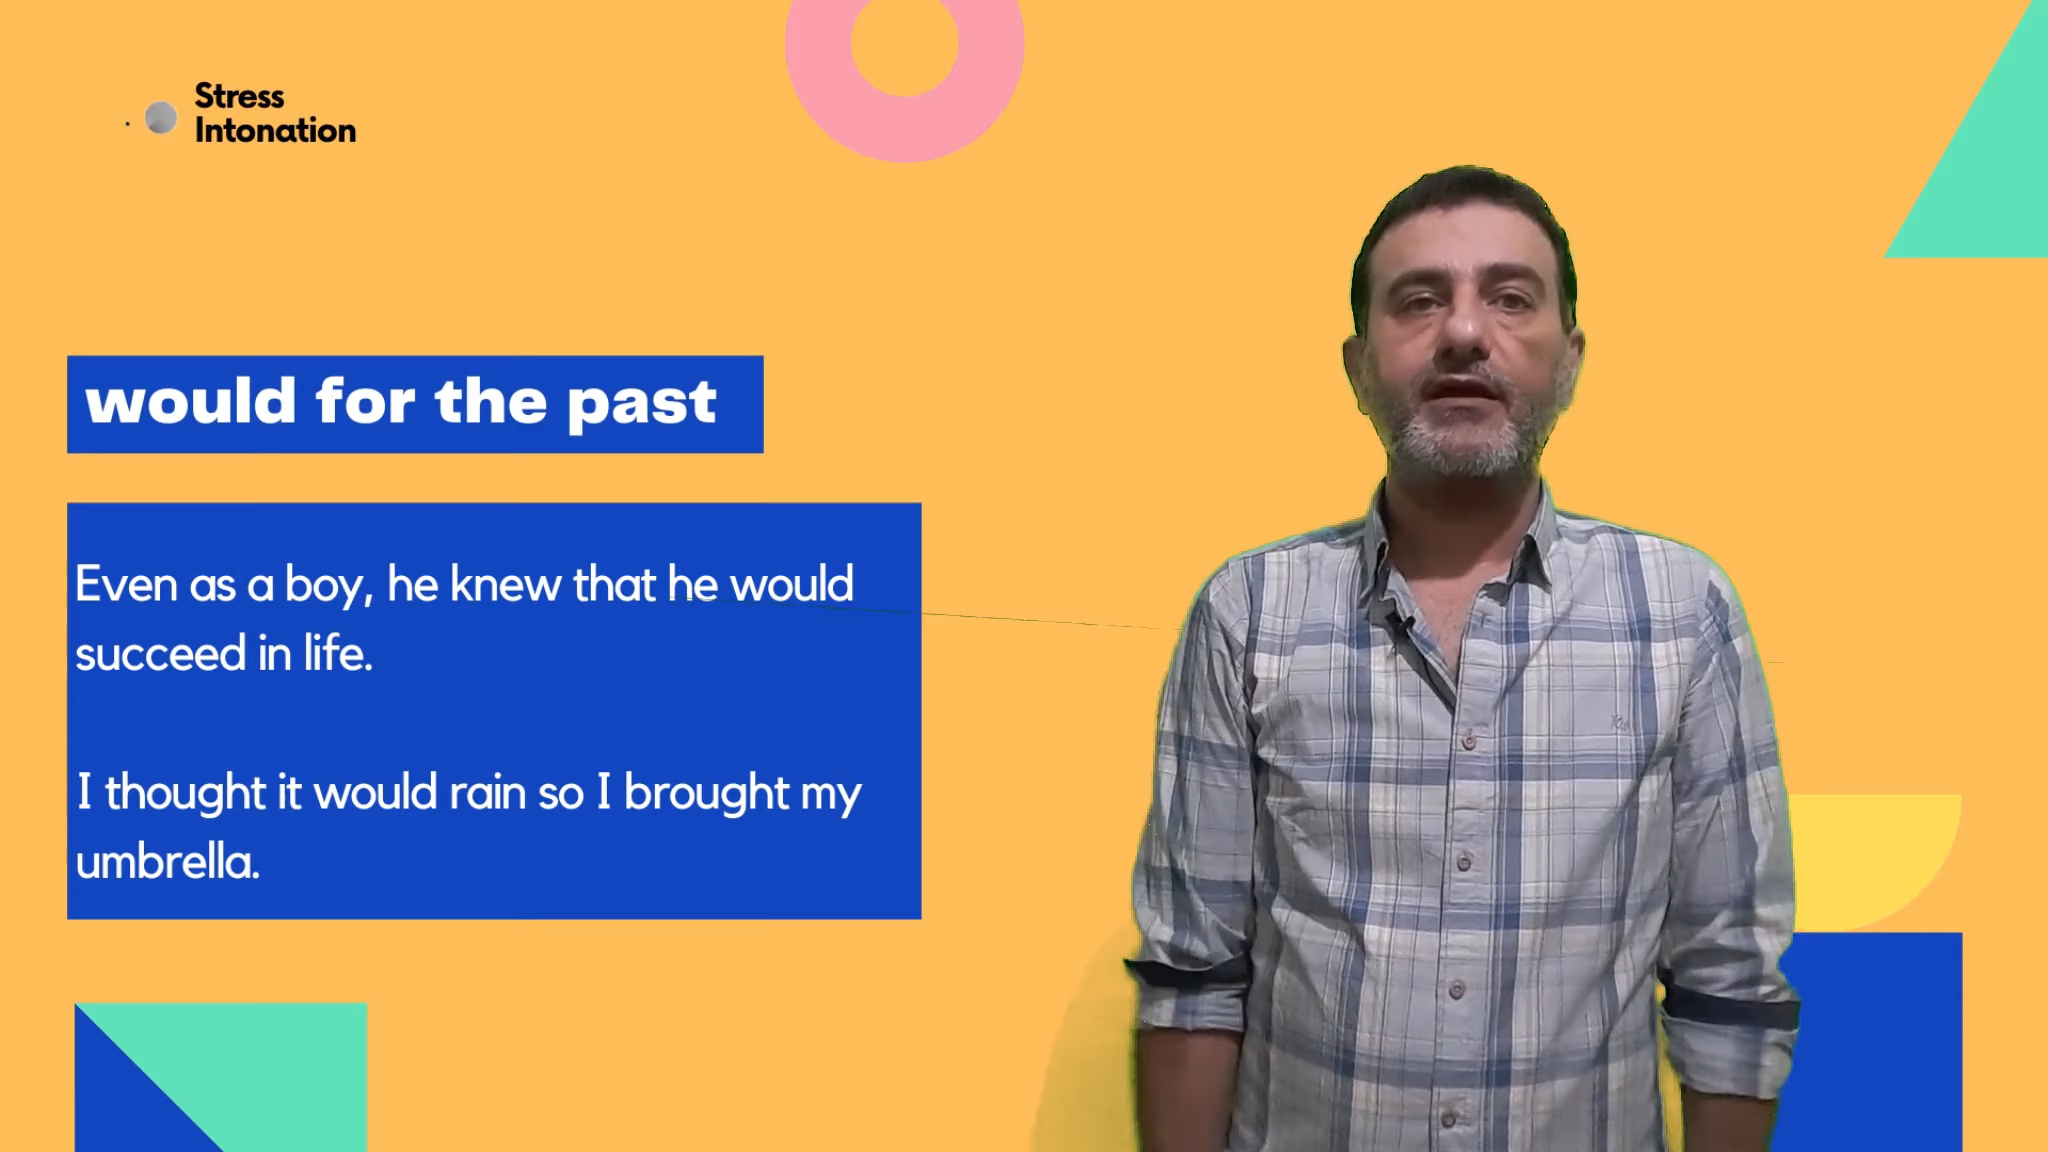 Stress
Intonation
would for the past
Even as a boy, he knew that he would
succeed in life.
I thought it would rain so I brought my
umbrella.